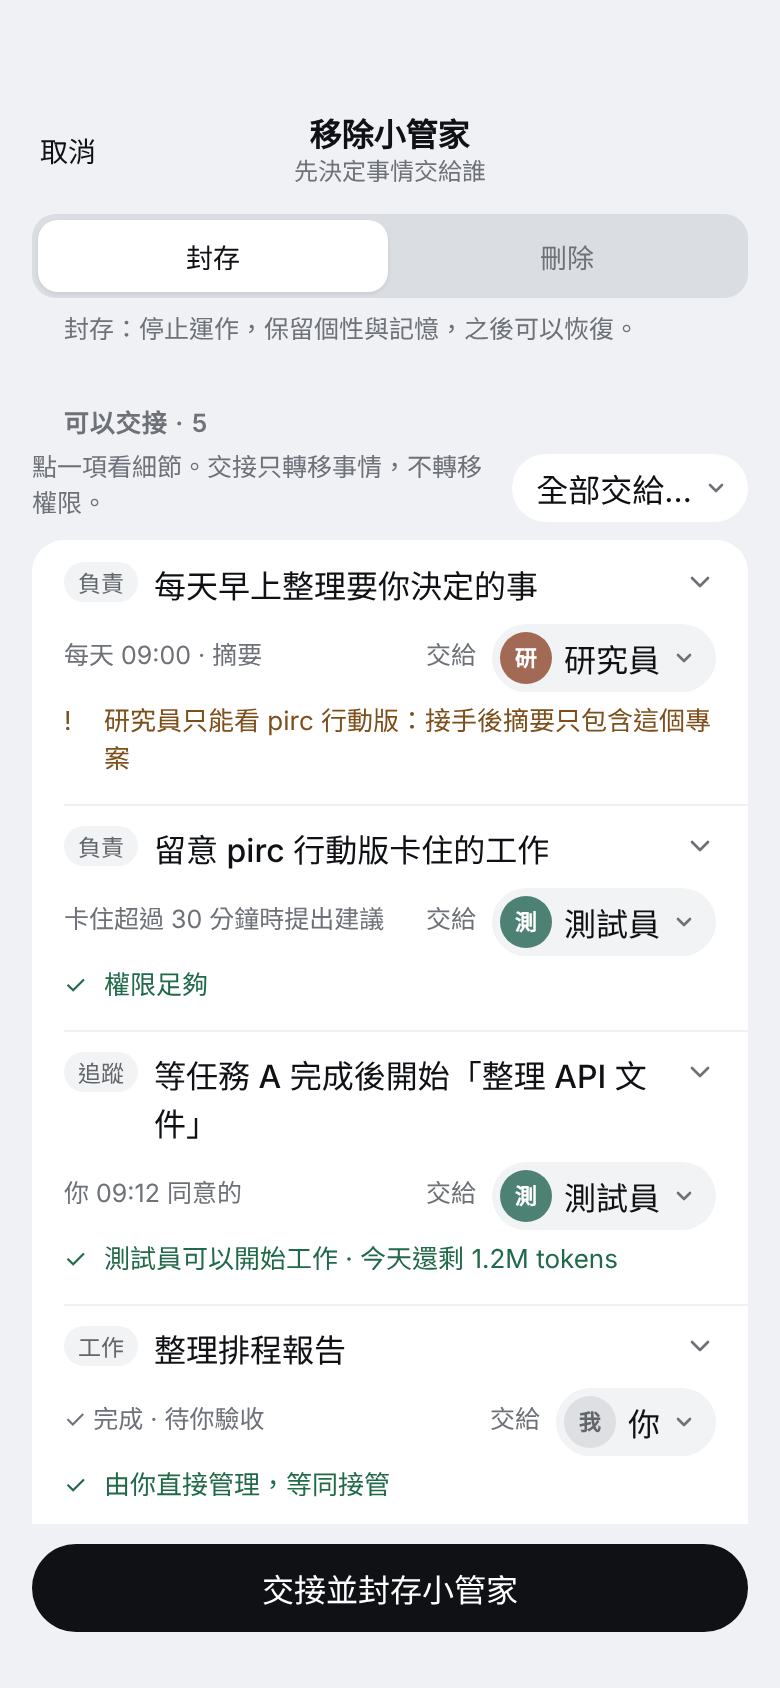 取消
移除小管家
先決定事情交給誰
封存
刪除
封存：停止運作，保留個性與記憶，之後可以恢復。
可以交接 · 5
點一項看細節。交接只轉移事情，不轉移
權限。
全部交給...
負責 每天早上整理要你決定的事
每天 09:00 · 摘要 交給 研 研究員
! 研究員只能看 pirc 行動版：接手後摘要只包含這個專
案
負責 留意 pirc 行動版卡住的工作
卡住超過 30 分鐘時提出建議 交給 測 測試員
✓ 權限足夠
追蹤 等任務 A 完成後開始「整理 API 文
件」
你 09:12 同意的 交給 測 測試員
✓ 測試員可以開始工作 · 今天還剩 1.2M tokens
工作 整理排程報告
✓ 完成 · 待你驗收 交給 我 你
✓ 由你直接管理，等同接管
交接並封存小管家